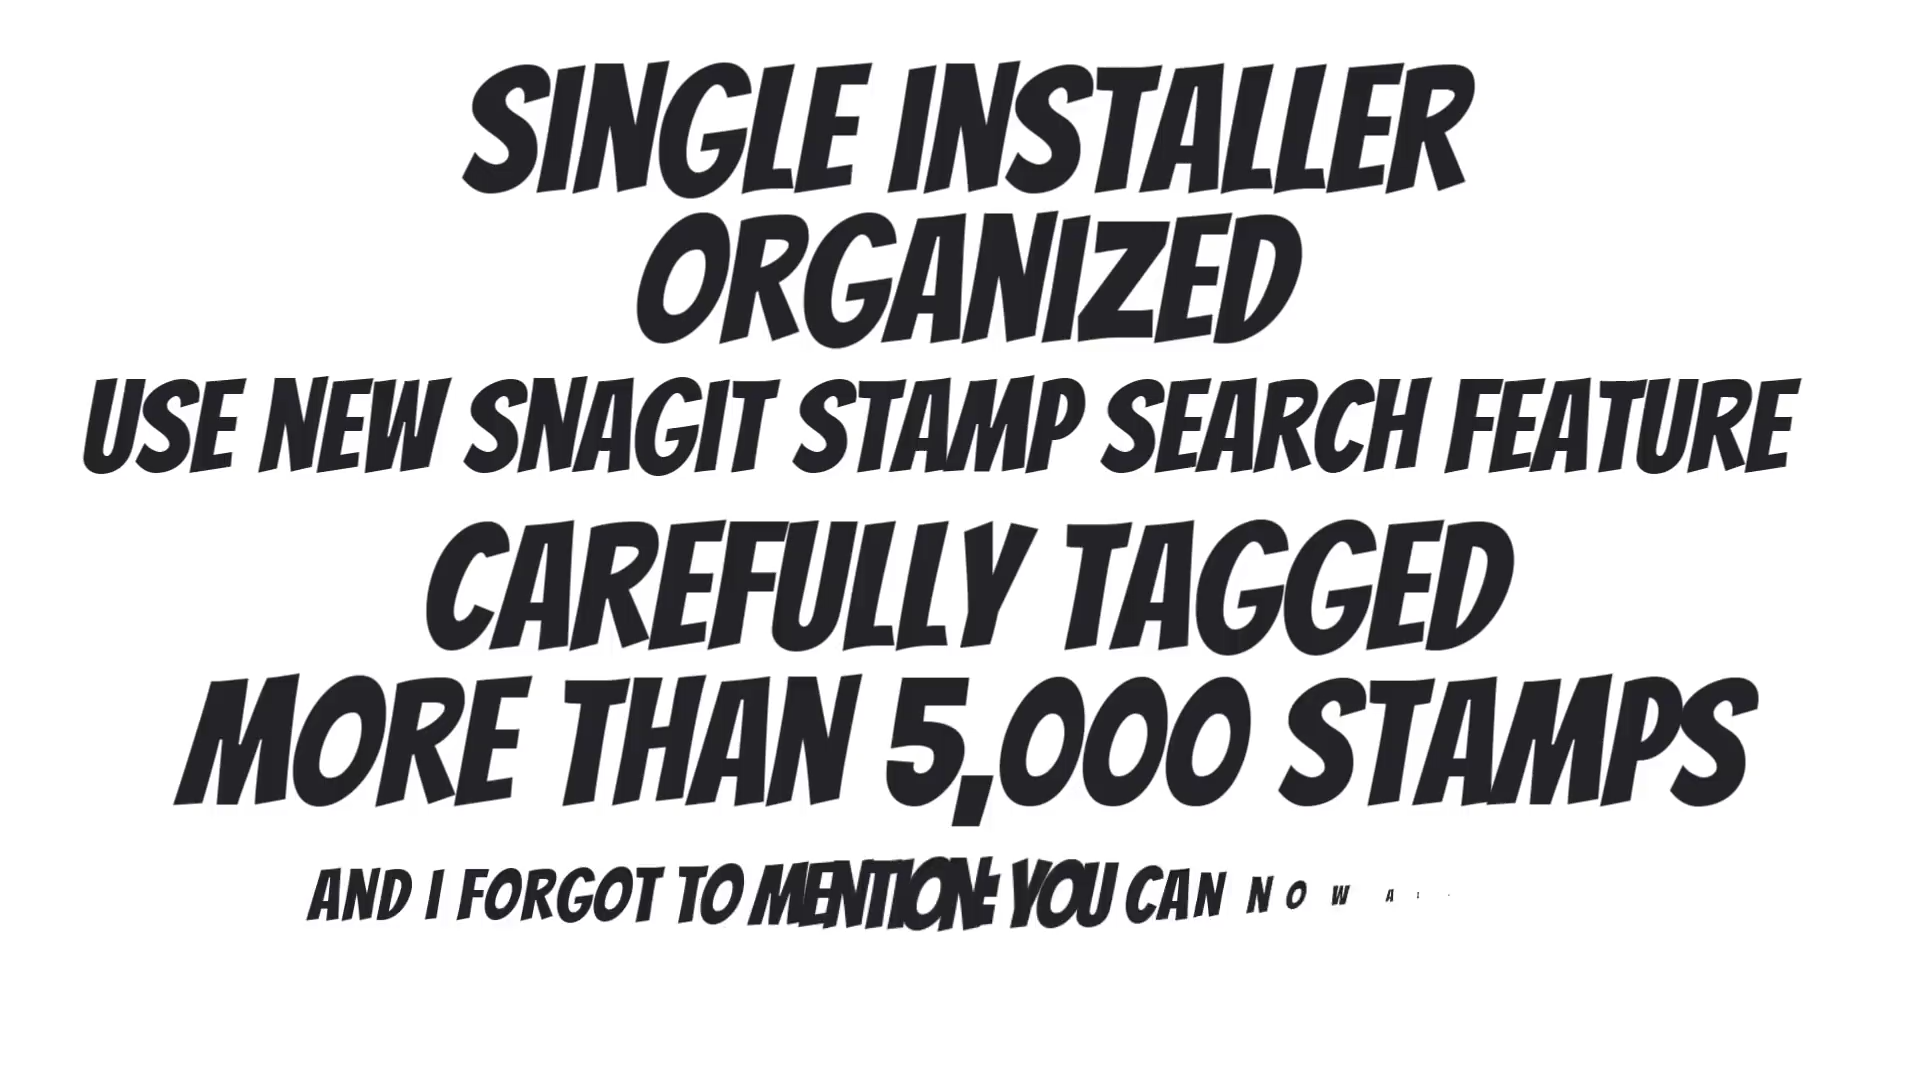 SINGLE INSTALLER
ORGANIZED
USE NEW SNAGIT STAMP SEARCH FEATURE
CAREFULLY TAGGED
MORE THAN 5,000 STAMPS
AND I FORGOT TO MENTION: YOU CAN NOW